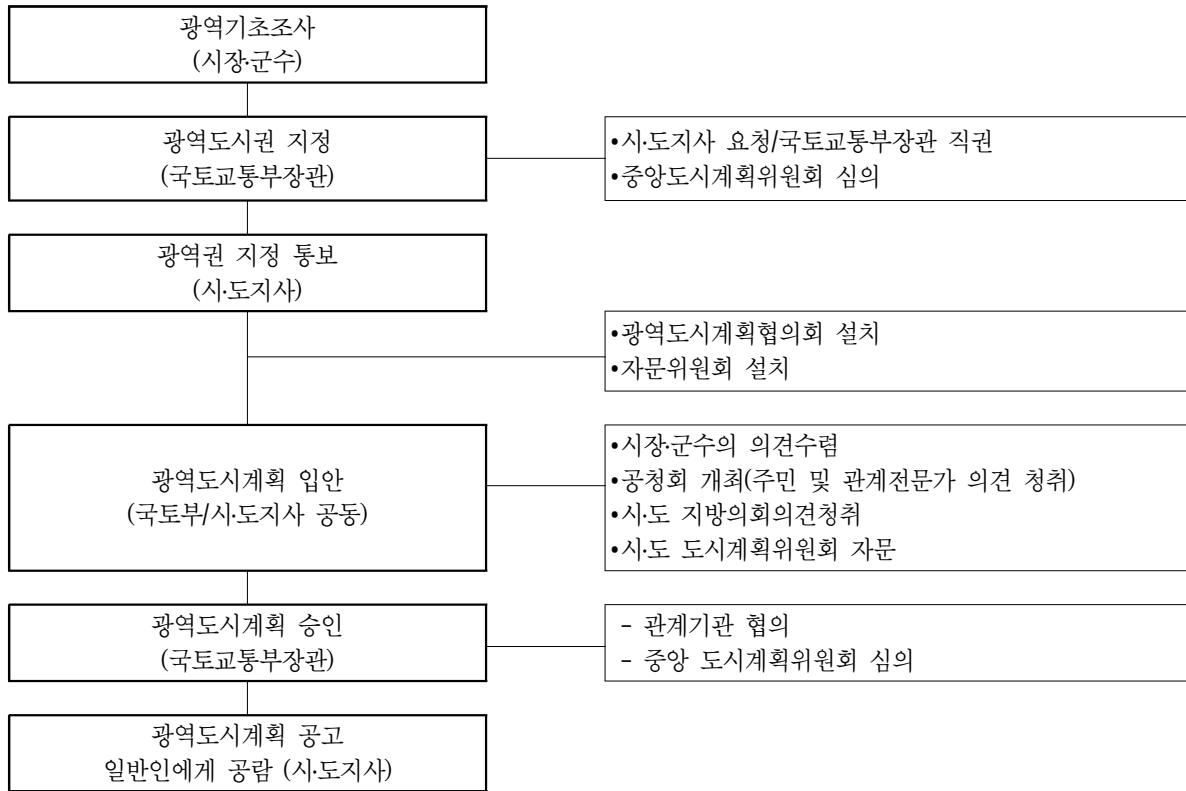 광역기초조사
(시장·군수)
광역도시권 지정
(국토교통부장관)
•시·도지사 요청/국토교통부장관 직권
•중앙도시계획위원회 심의
광역권 지정 통보
(시·도지사)
•광역도시계획협의회 설치
•자문위원회 설치
광역도시계획 입안
(국토부/시·도지사 공동)
•시장·군수의 의견수렴
•공청회 개최(주민 및 관계전문가 의견 청취)
•시·도 지방의회의견청취
•시·도 도시계획위원회 자문
광역도시계획 승인
(국토교통부장관)
- 관계기관 협의
- 중앙 도시계획위원회 심의
광역도시계획 공고
일반인에게 공람 (시·도지사)